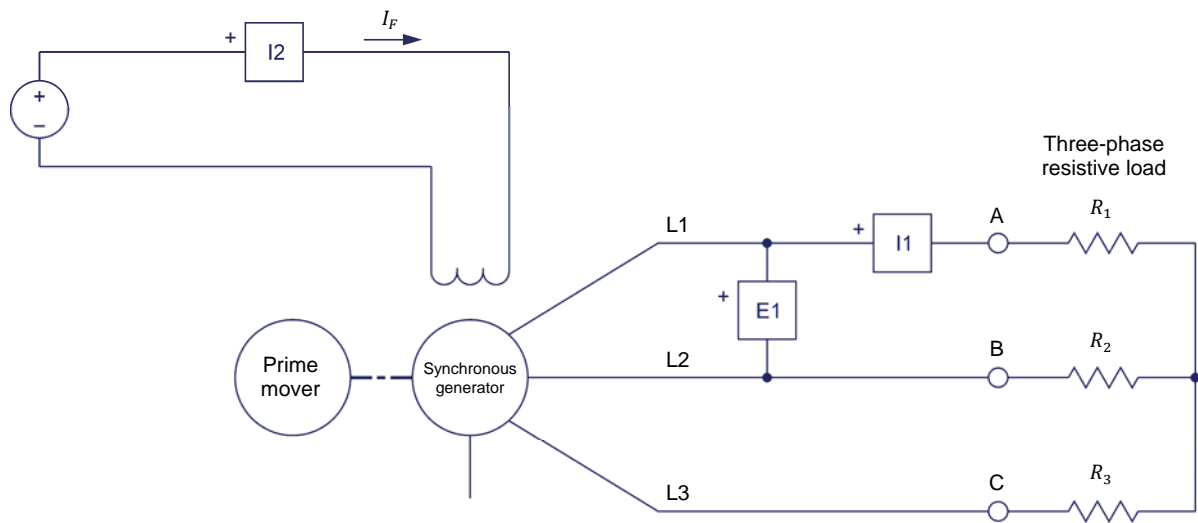 I_F
+
I2
+
−
Three-phase
resistive load
L1
+
I1
A
R_1
+
E1
Prime
mover
Synchronous
generator
L2
B
R_2
L3
C
R_3